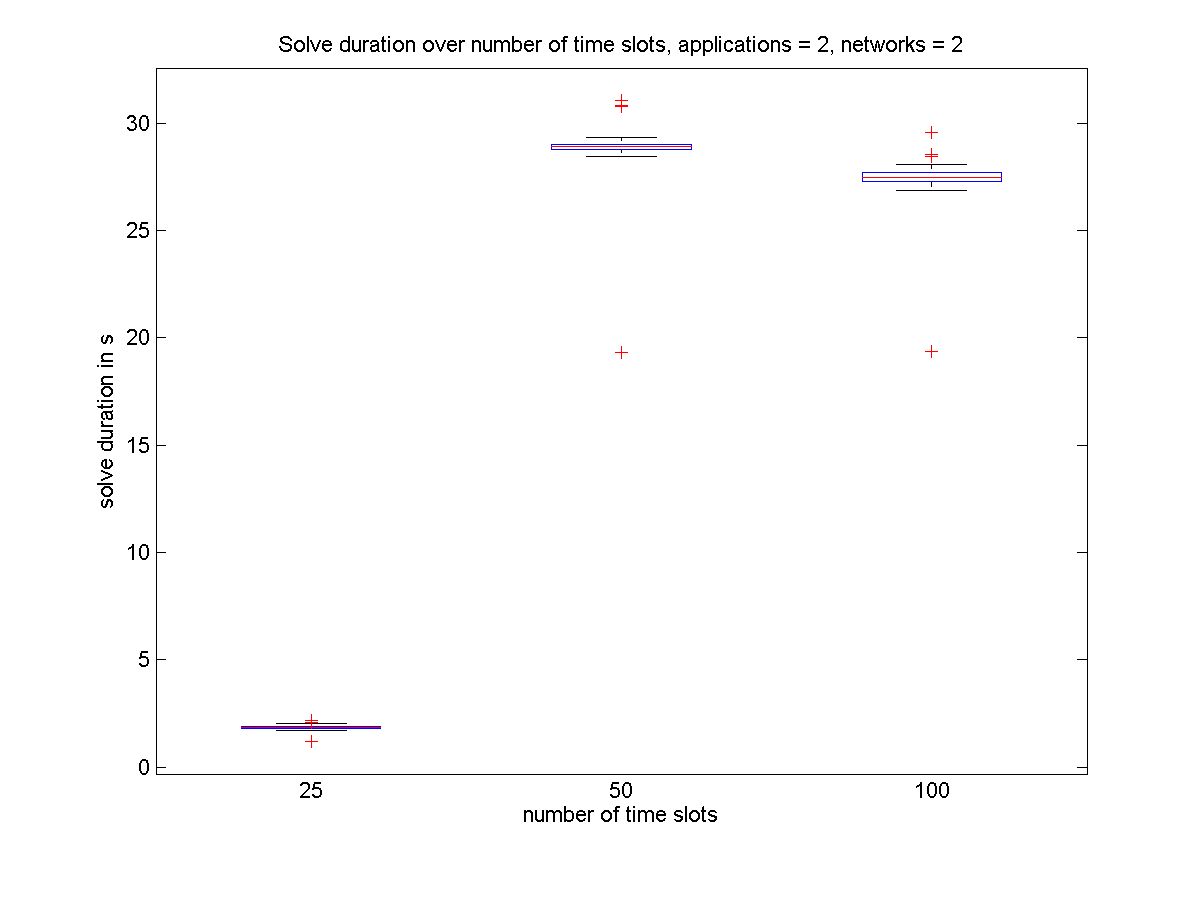 Solve duration over number of time slots, applications = 2, networks = 2
30
25
20
15
10
5
0
solve duration in s
25 50 100
number of time slots